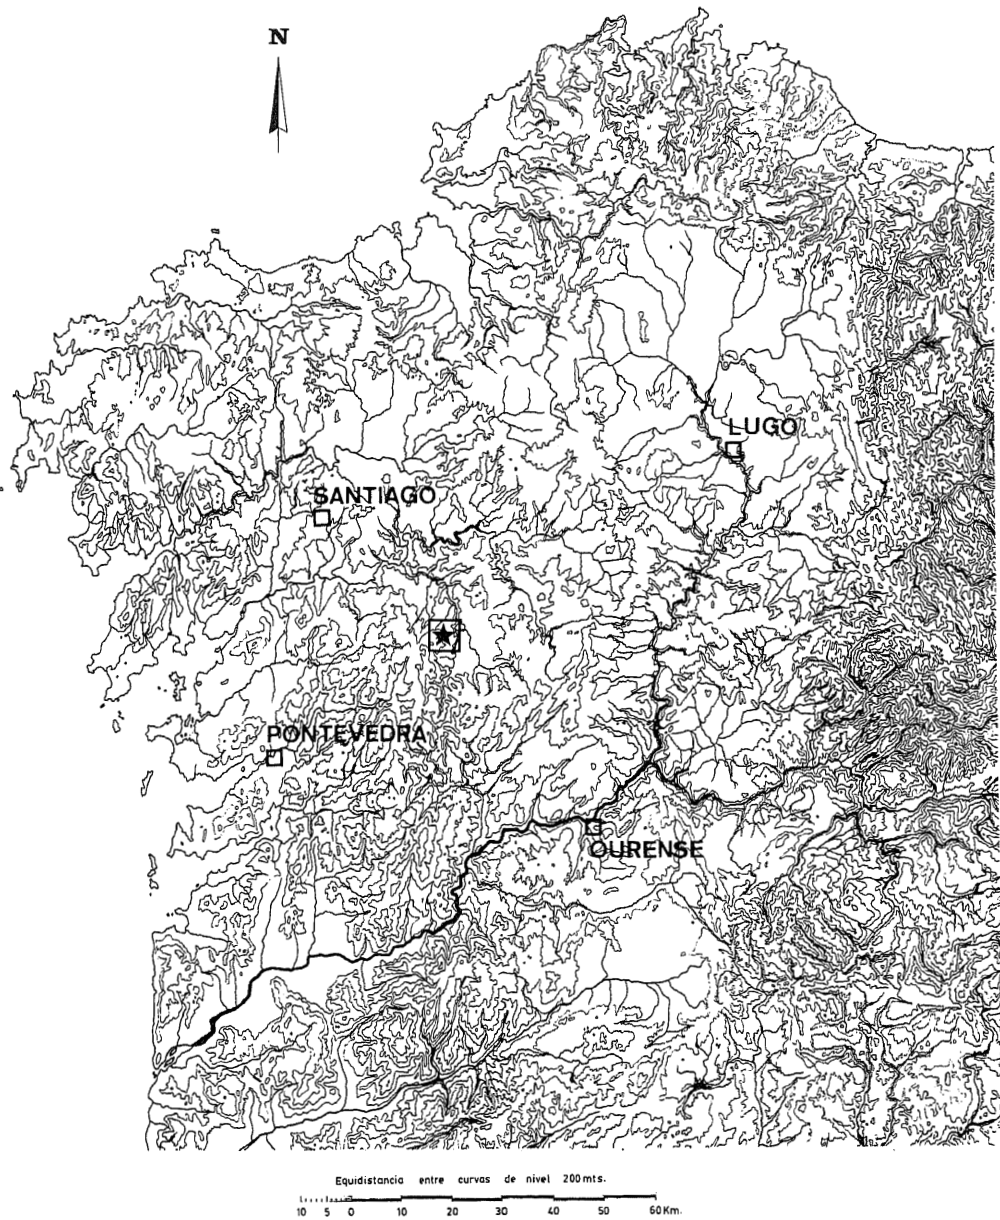 N
LUGO
SANTIAGO
PONTEVEDRA
OURENSE
Equidistancia entre curvas de nivel 200 mts.
10 5 0 10 20 30 40 50 60 Km.